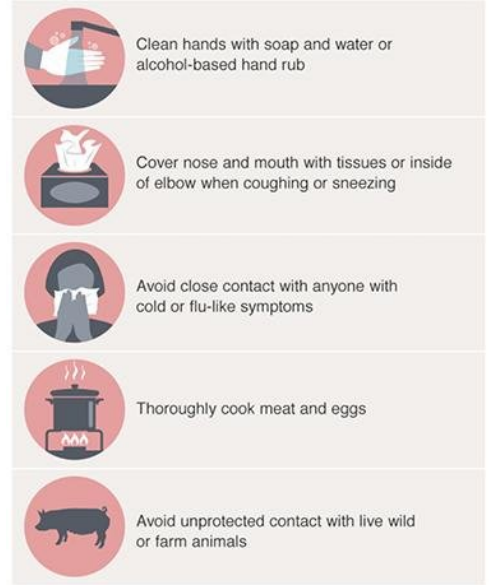 Clean hands with soap and water or
alcohol-based hand rub
Cover nose and mouth with tissues or inside
of elbow when coughing or sneezing
Avoid close contact with anyone with
cold or flu-like symptoms
Thoroughly cook meat and eggs
Avoid unprotected contact with live wild
or farm animals